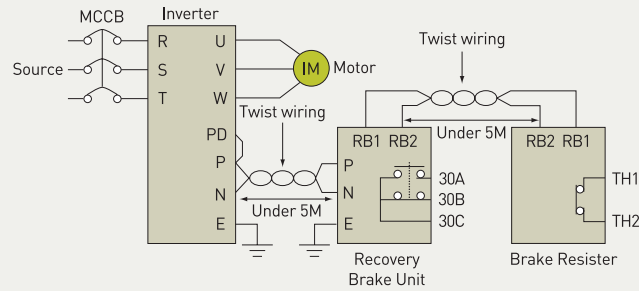 MCCB
Inverter
Source
R
S
T
U
V
W
IM
Motor
PD
P
N
E
Twist wiring
Under 5M
P
N
E
RB1 RB2
30A
30B
30C
Recovery
Brake Unit
Twist wiring
Under 5M
RB2 RB1
TH1
TH2
Brake Resister